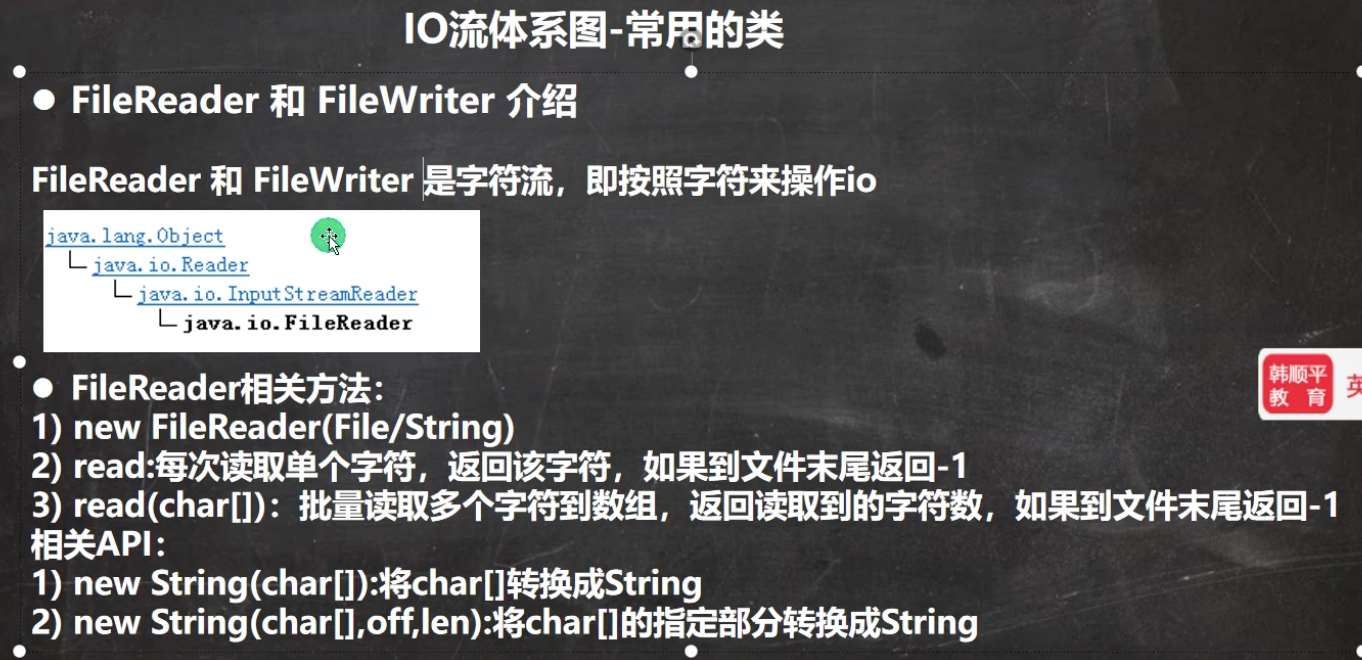 IO流体系图-常用的类
● FileReader 和 FileWriter 介绍
FileReader 和 FileWriter 是字符流，即按照字符来操作io
java.lang.Object
java.io.Reader
java.io.InputStreamReader
java.io.FileReader
韩顺平
教 育
英
● FileReader相关方法：
1) new FileReader(File/String)
2) read:每次读取单个字符，返回该字符，如果到文件末尾返回-1
3) read(char[])：批量读取多个字符到数组，返回读取到的字符数，如果到文件末尾返回-1
相关API：
1) new String(char[]):将char[]转换成String
2) new String(char[],off,len):将char[]的指定部分转换成String